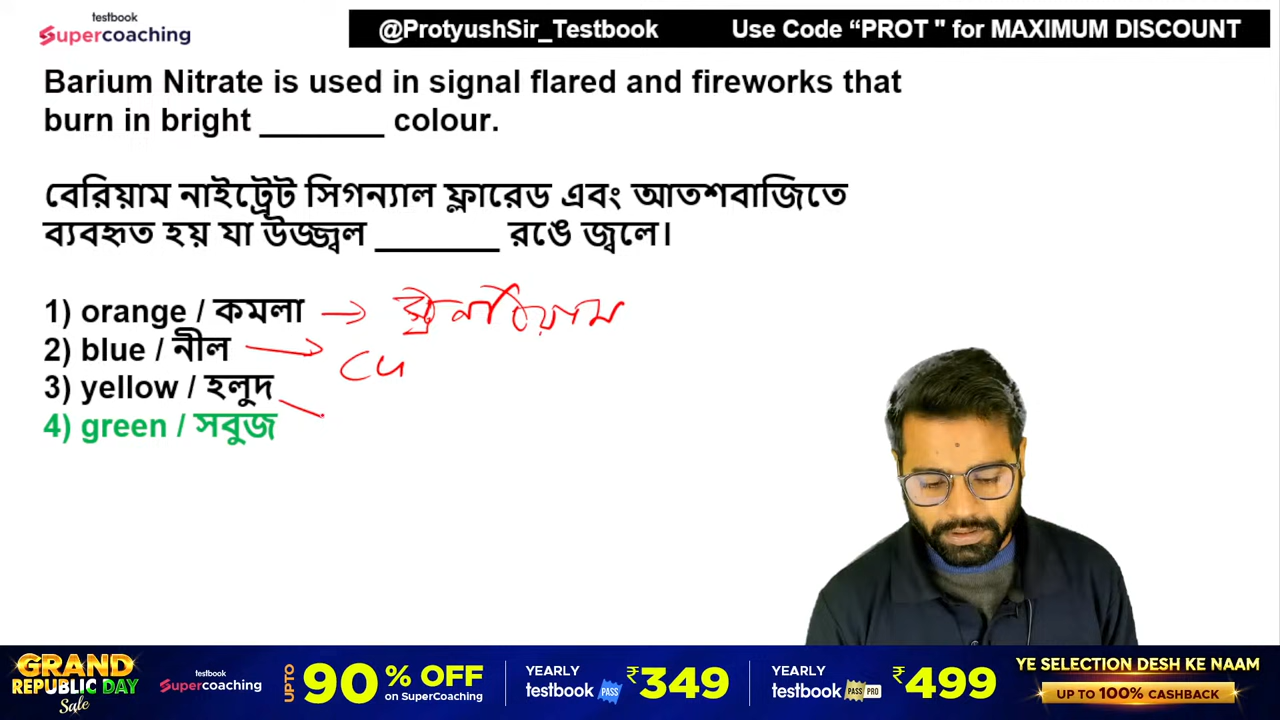 testbook
Supercoaching
@ProtyushSir_Testbook Use Code “PROT " for MAXIMUM DISCOUNT
Barium Nitrate is used in signal flared and fireworks that
burn in bright _______ colour.
বেরিয়াম নাইট্রেট সিগন্যাল ফ্লারেড এবং আতশবাজিতে
ব্যবহৃত হয় যা উজ্জ্বল _______ রঙে জ্বলে।
1) orange / কমলা →
2) blue / নীল → Cu
3) yellow / হলুদ
4) green / সবুজ
GRAND REPUBLIC DAY Sale
testbook Supercoaching
UPTO 90% OFF on SuperCoaching
YEARLY testbook PASS ₹349
YEARLY testbook PASS PRO ₹499
YE SELECTION DESH KE NAAM
UP TO 100% CASHBACK